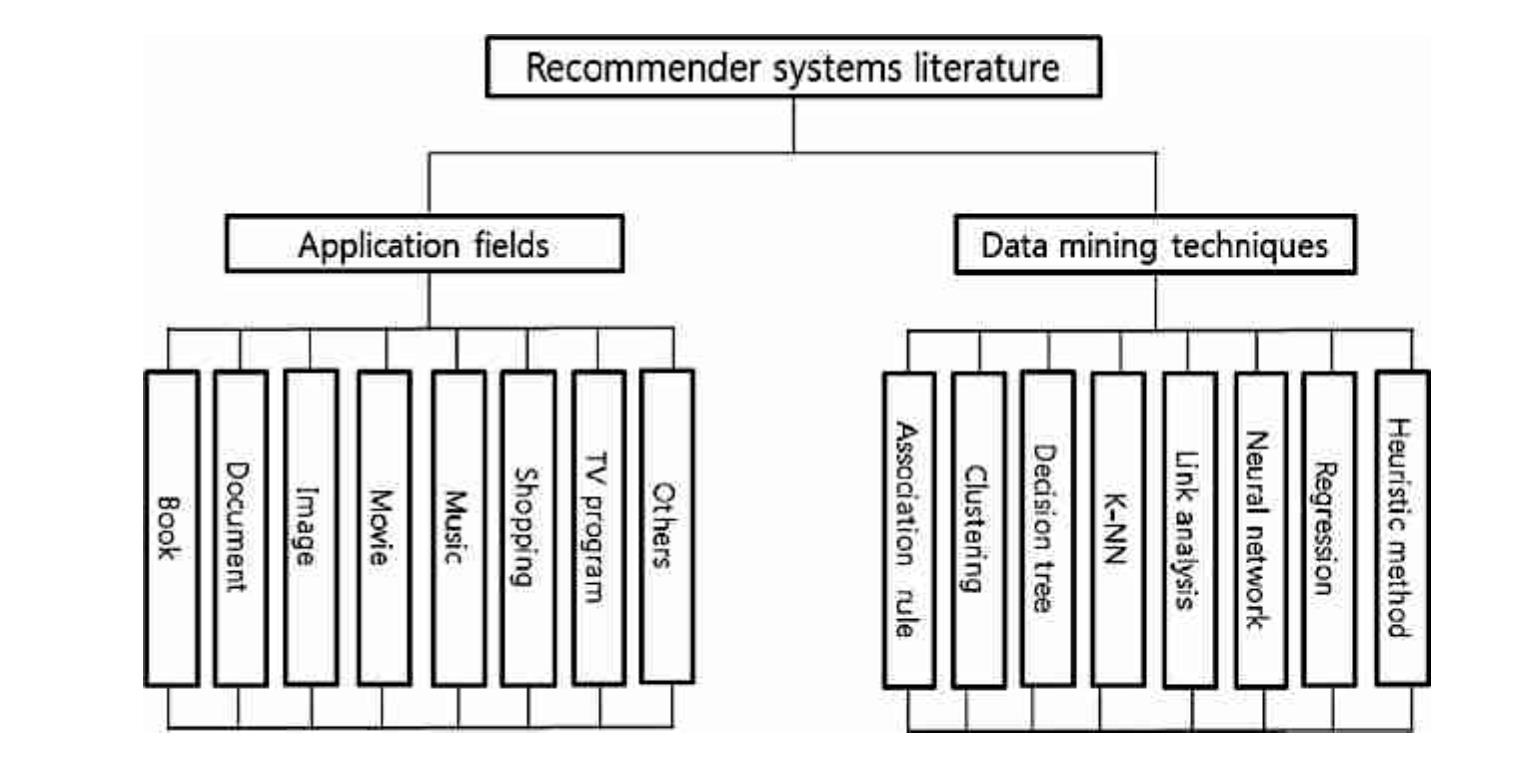 Recommender systems literature
Application fields
Data mining techniques
Book
Document
Image
Movie
Music
Shopping
TV program
Others
Association rule
Clustering
Decision tree
K-NN
Link analysis
Neural network
Regression
Heuristic method